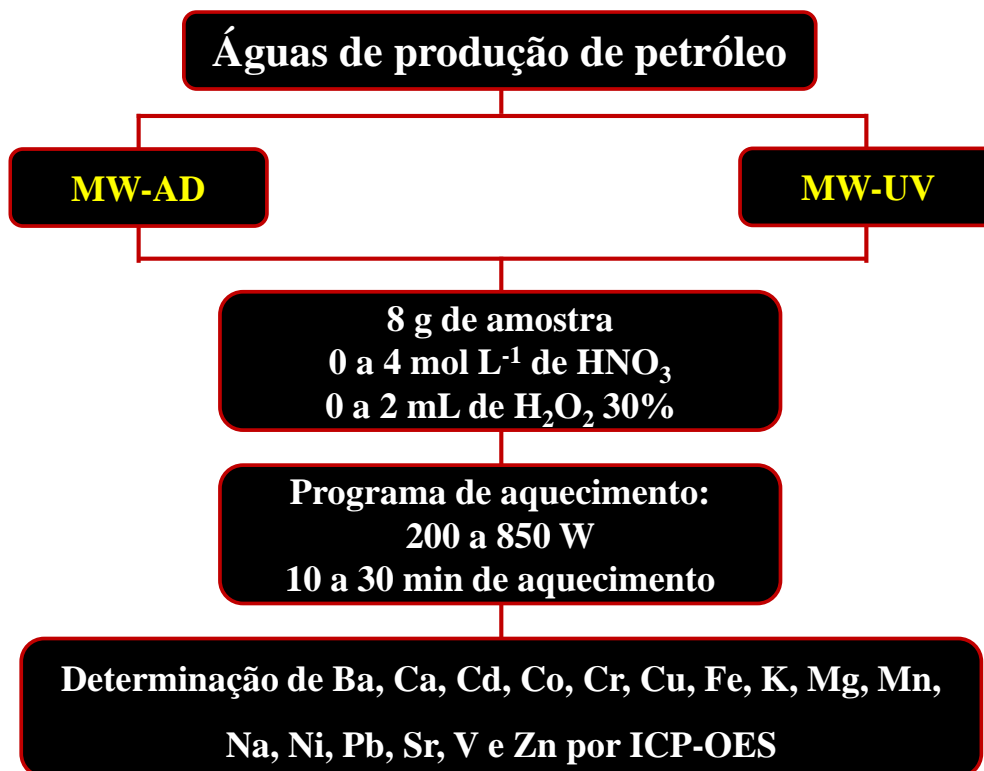 Águas de produção de petróleo
MW-AD
MW-UV
8 g de amostra
0 a 4 mol L⁻¹ de HNO₃
0 a 2 mL de H₂O₂ 30%
Programa de aquecimento:
200 a 850 W
10 a 30 min de aquecimento
Determinação de Ba, Ca, Cd, Co, Cr, Cu, Fe, K, Mg, Mn,
Na, Ni, Pb, Sr, V e Zn por ICP-OES